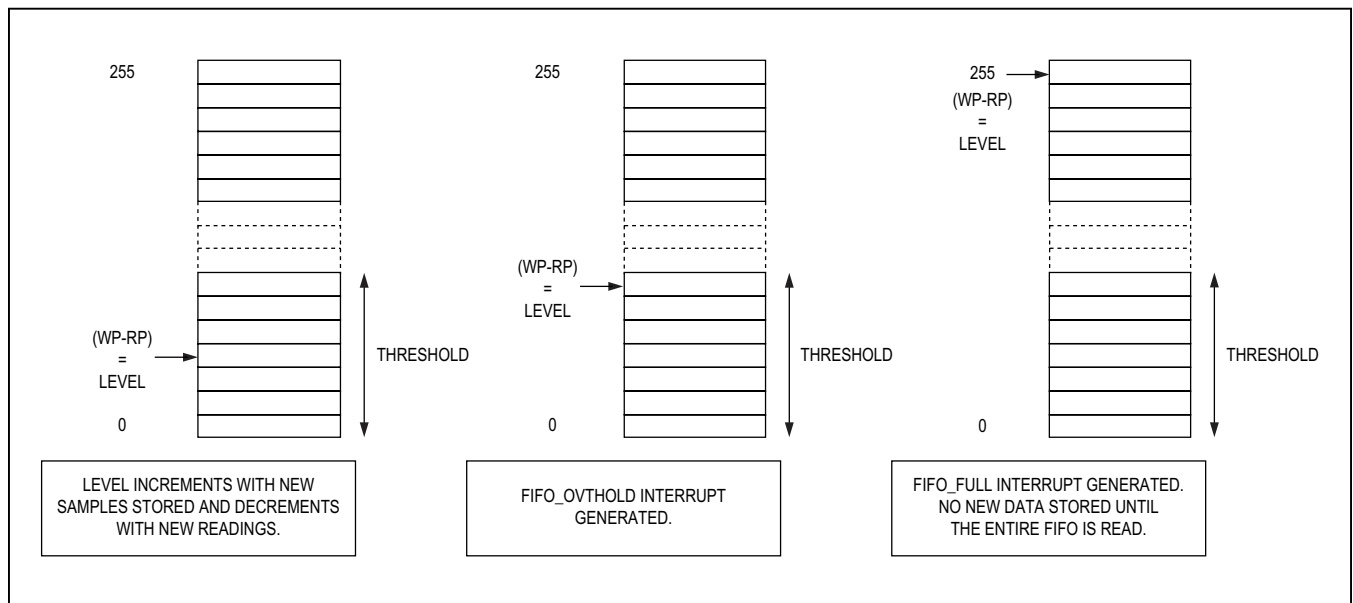 255
(WP-RP)
=
LEVEL
0
THRESHOLD
LEVEL INCREMENTS WITH NEW
SAMPLES STORED AND DECREMENTS
WITH NEW READINGS.
255
(WP-RP)
=
LEVEL
0
THRESHOLD
FIFO_OVTHOLD INTERRUPT
GENERATED.
255
(WP-RP)
=
LEVEL
0
THRESHOLD
FIFO_FULL INTERRUPT GENERATED.
NO NEW DATA STORED UNTIL
THE ENTIRE FIFO IS READ.